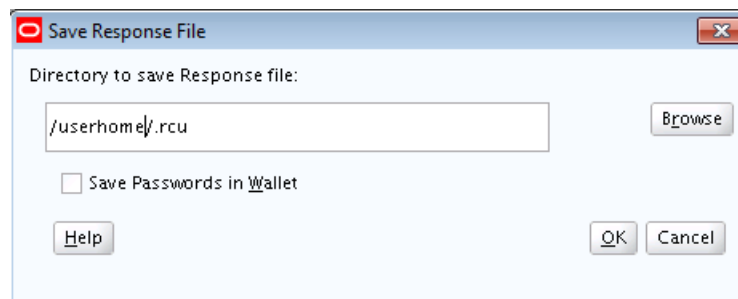 Save Response File
Directory to save Response file:
/userhome/.rcu
Browse
Save Passwords in Wallet
Help
OK
Cancel